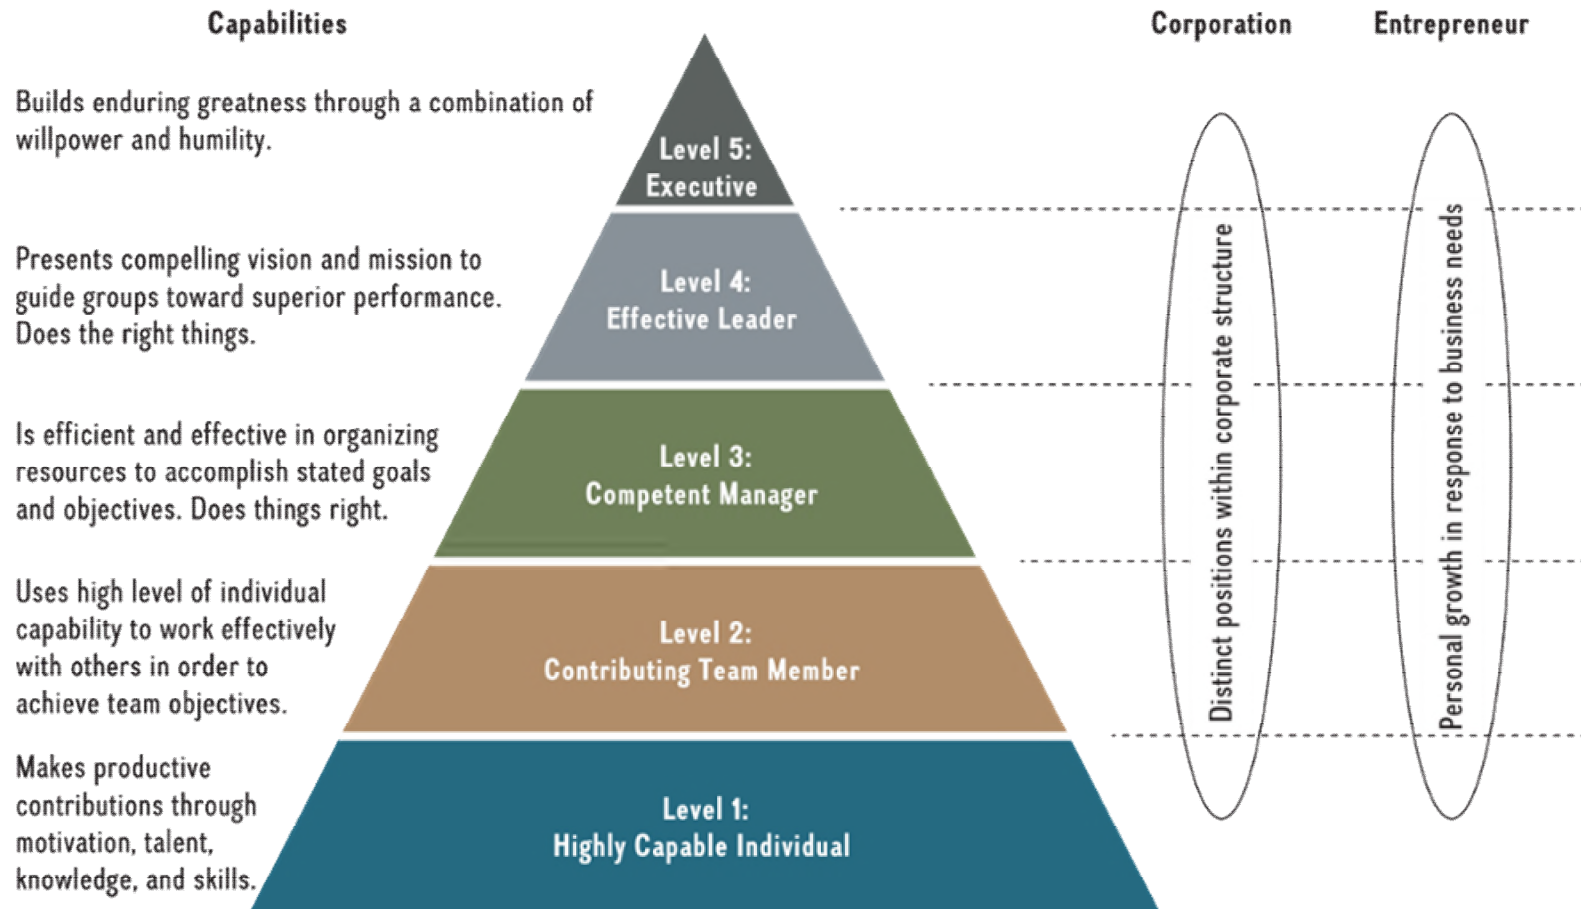 Capabilities
Corporation
Entrepreneur
Builds enduring greatness through a combination of
willpower and humility.
Level 5:
Executive
Presents compelling vision and mission to
guide groups toward superior performance.
Does the right things.
Level 4:
Effective Leader
Is efficient and effective in organizing
resources to accomplish stated goals
and objectives. Does things right.
Level 3:
Competent Manager
Uses high level of individual
capability to work effectively
with others in order to
achieve team objectives.
Level 2:
Contributing Team Member
Makes productive
contributions through
motivation, talent,
knowledge, and skills.
Level 1:
Highly Capable Individual
Distinct positions within corporate structure
Personal growth in response to business needs